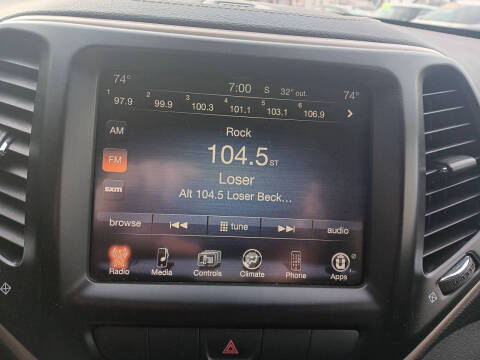 74° 7:00 S 32° out. 74°
1 97.9 2 99.9 3 100.3 4 101.1 5 103.1 6 106.9 >
AM
Rock
FM
104.5 ST
Loser
sxm
Alt 104.5 Loser Beck...
browse tune audio
Radio Media Controls Climate Phone Apps